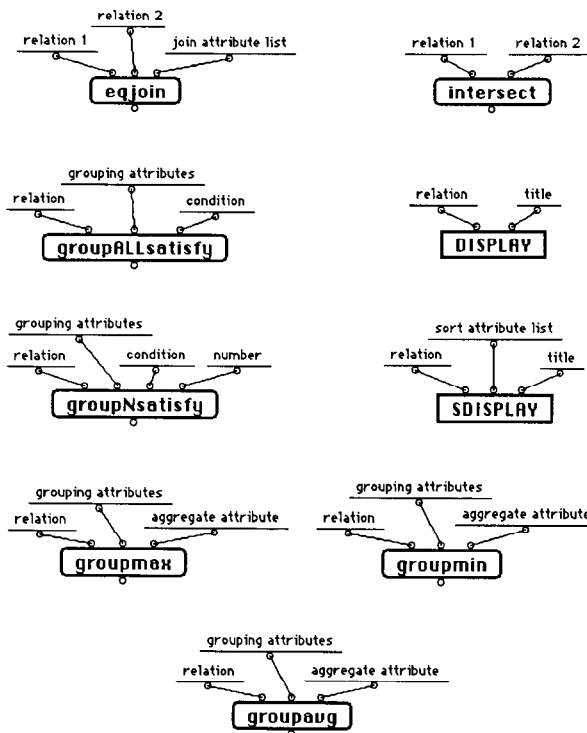 relation 2
relation 1
join attribute list
eqjoin
relation 1
relation 2
intersect
grouping attributes
relation
condition
groupALLsatisfy
relation
title
DISPLAY
grouping attributes
relation
condition
number
groupNsatisfy
sort attribute list
relation
title
SDISPLAY
grouping attributes
relation
aggregate attribute
groupmax
grouping attributes
relation
aggregate attribute
groupmin
grouping attributes
relation
aggregate attribute
groupavg